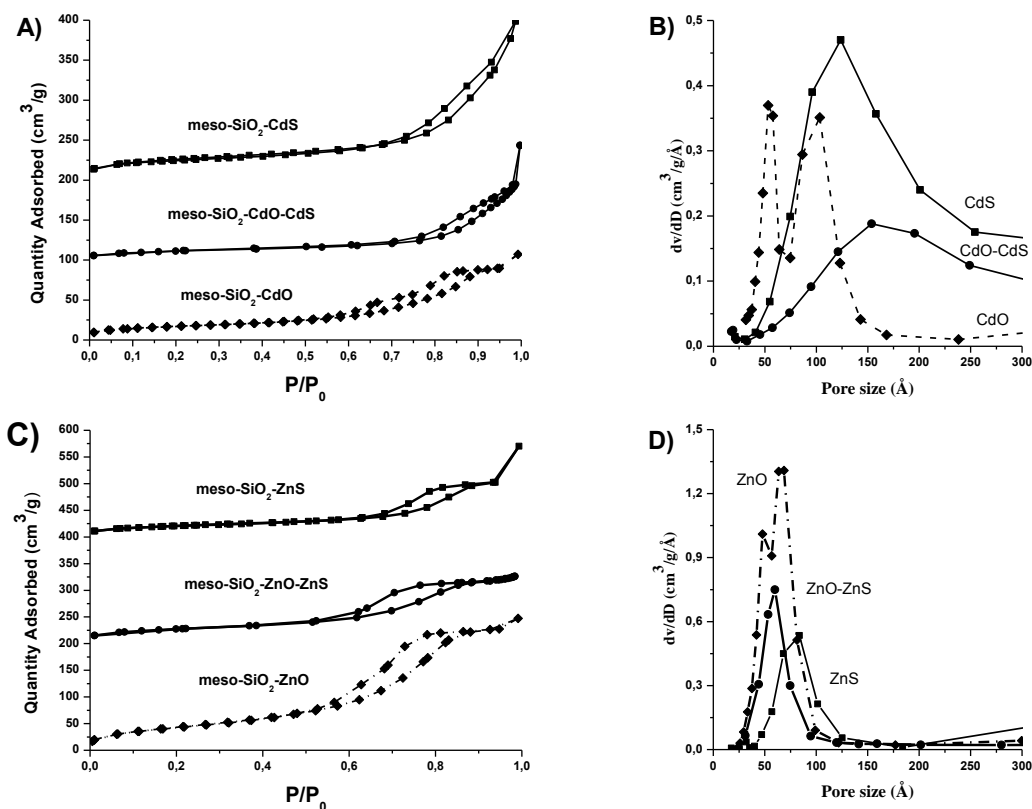 A)
400
350
300
250
200
150
100
50
0
Quantity Adsorbed (cm³/g)
meso-SiO₂-CdS
meso-SiO₂-CdO-CdS
meso-SiO₂-CdO
0,0 0,1 0,2 0,3 0,4 0,5 0,6 0,7 0,8 0,9 1,0
P/P₀
B)
0,5
0,4
0,3
0,2
0,1
0,0
dv/dD (cm³/g/Å)
CdS
CdO-CdS
CdO
0 50 100 150 200 250 300
Pore size (Å)
C)
600
550
500
450
400
350
300
250
200
150
100
50
0
Quantity Adsorbed (cm³/g)
meso-SiO₂-ZnS
meso-SiO₂-ZnO-ZnS
meso-SiO₂-ZnO
0,0 0,2 0,4 0,6 0,8 1,0
P/P₀
D)
1,5
1,2
0,9
0,6
0,3
0,0
dv/dD (cm³/g/Å)
ZnO
ZnO-ZnS
ZnS
0 50 100 150 200 250 300
Pore size (Å)